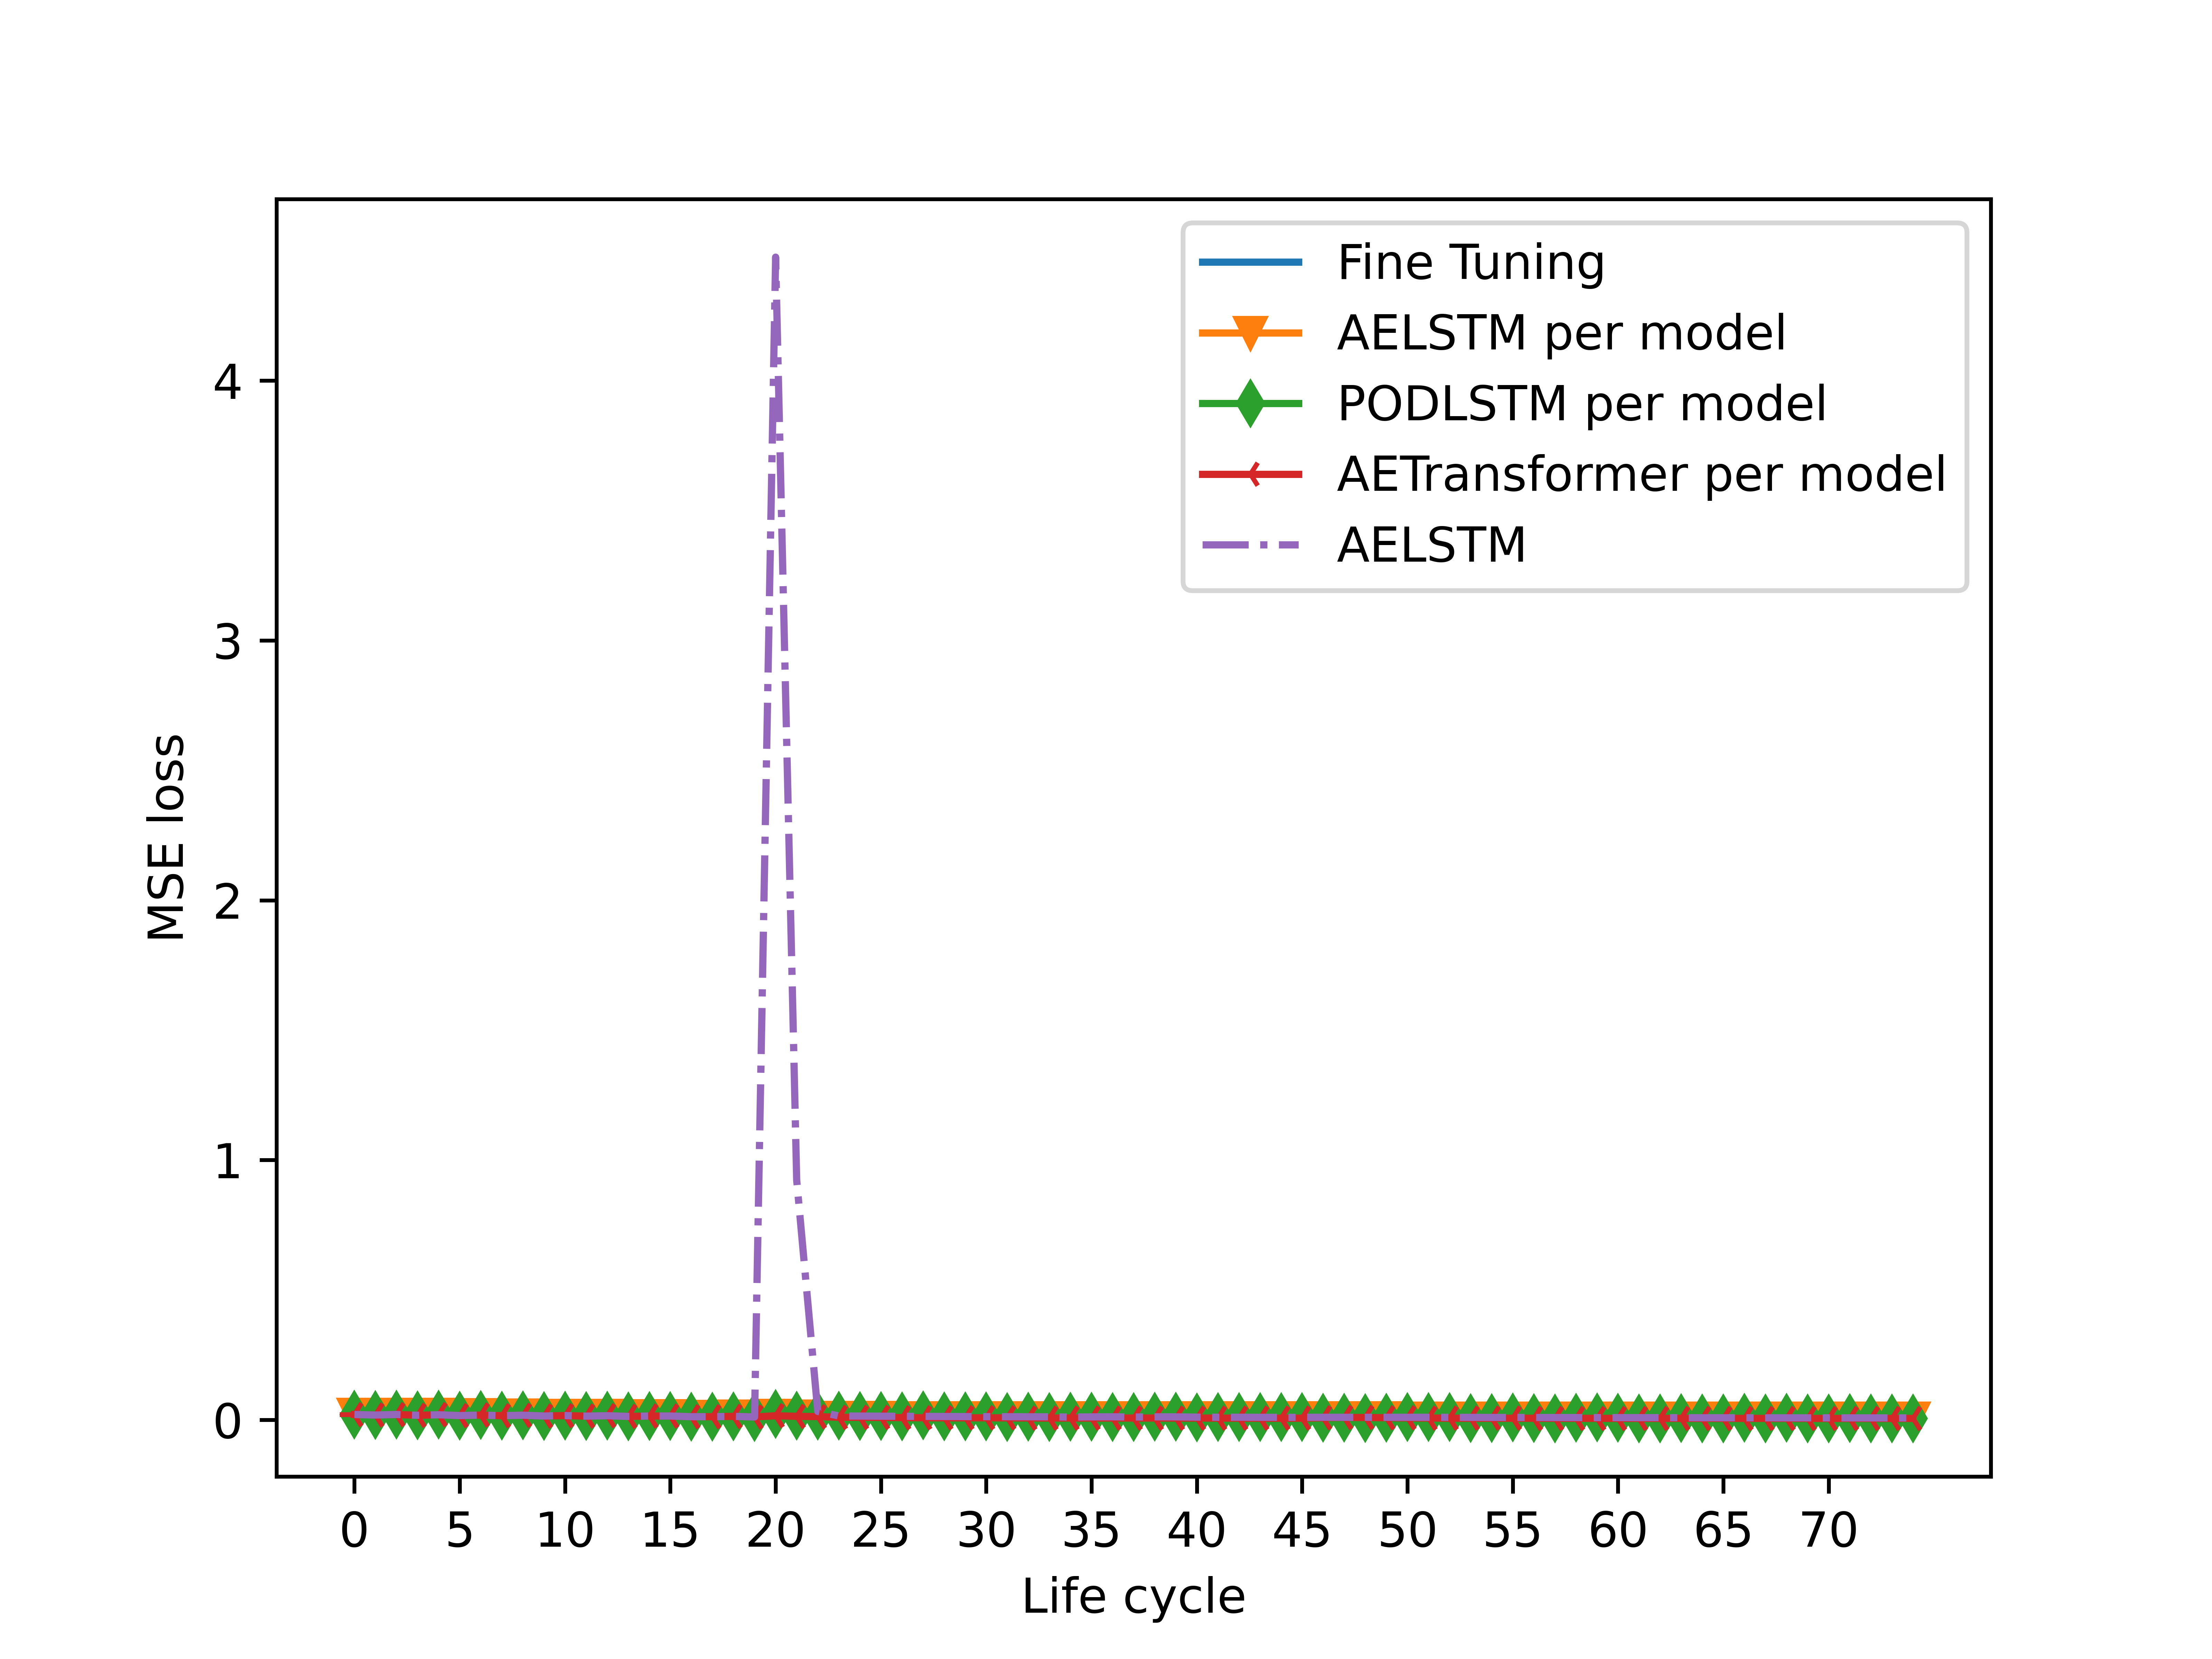 Fine Tuning
AELSTM per model
PODLSTM per model
AETransformer per model
AELSTM
4
3
2
1
0
MSE loss
0 5 10 15 20 25 30 35 40 45 50 55 60 65 70
Life cycle